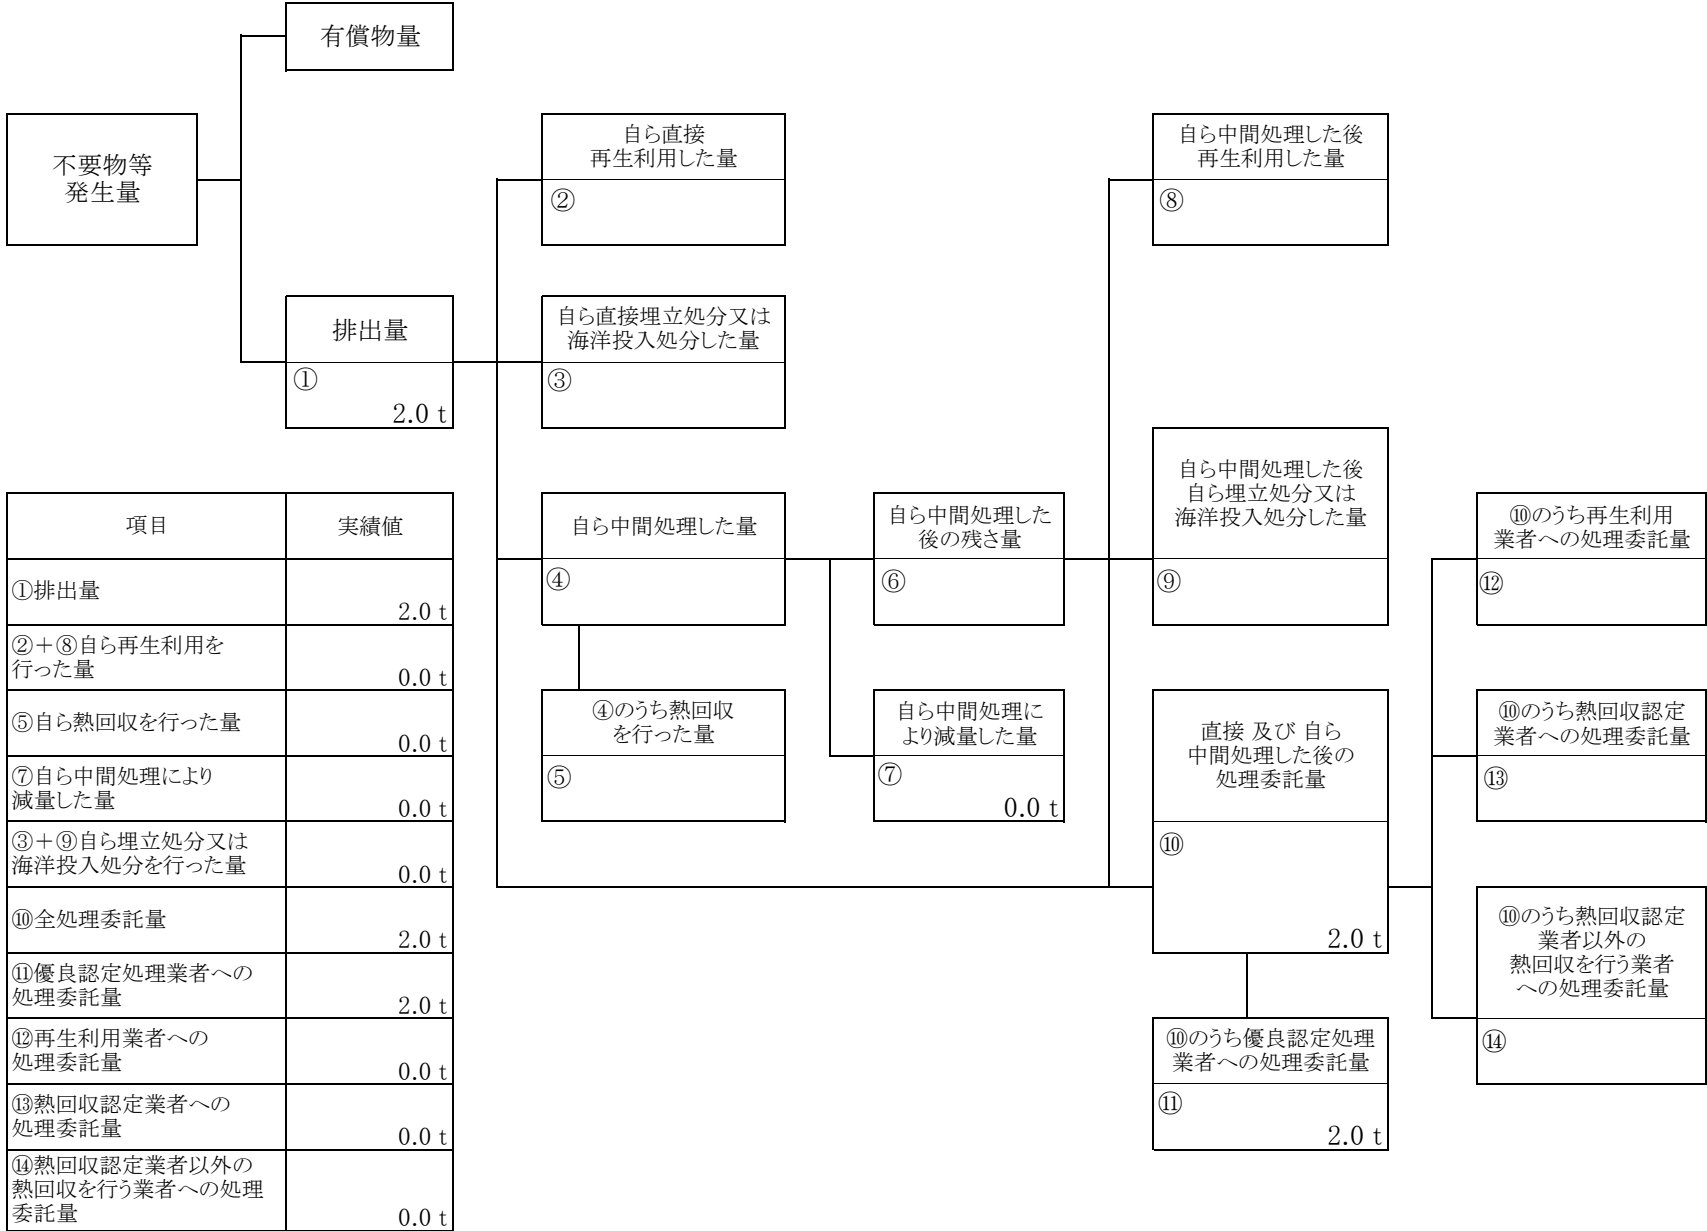 有償物量
不要物等
発生量
自ら直接
再生利用した量
②
自ら中間処理した後
再生利用した量
⑧
排出量
①
2.0 t
自ら直接埋立処分又は
海洋投入処分した量
③
自ら中間処理した量
④
自ら中間処理した
後の残さ量
⑥
自ら中間処理した後
自ら埋立処分又は
海洋投入処分した量
⑨
⑩のうち再生利用
業者への処理委託量
⑫
④のうち熱回収
を行った量
⑤
自ら中間処理に
より減量した量
⑦
0.0 t
直接 及び 自ら
中間処理した後の
処理委託量
⑩
2.0 t
⑩のうち熱回収認定
業者への処理委託量
⑬
⑩のうち熱回収認定
業者以外の
熱回収を行う業者
への処理委託量
⑭
⑩のうち優良認定処理
業者への処理委託量
⑪
2.0 t
項目 実績値
①排出量
2.0 t
②+⑧自ら再生利用を
行った量
0.0 t
⑤自ら熱回収を行った量
0.0 t
⑦自ら中間処理により
減量した量
0.0 t
③+⑨自ら埋立処分又は
海洋投入処分を行った量
0.0 t
⑩全処理委託量
2.0 t
⑪優良認定処理業者への
処理委託量
2.0 t
⑫再生利用業者への
処理委託量
0.0 t
⑬熱回収認定業者への
処理委託量
0.0 t
⑭熱回収認定業者以外の
熱回収を行う業者への処理
委託量
0.0 t